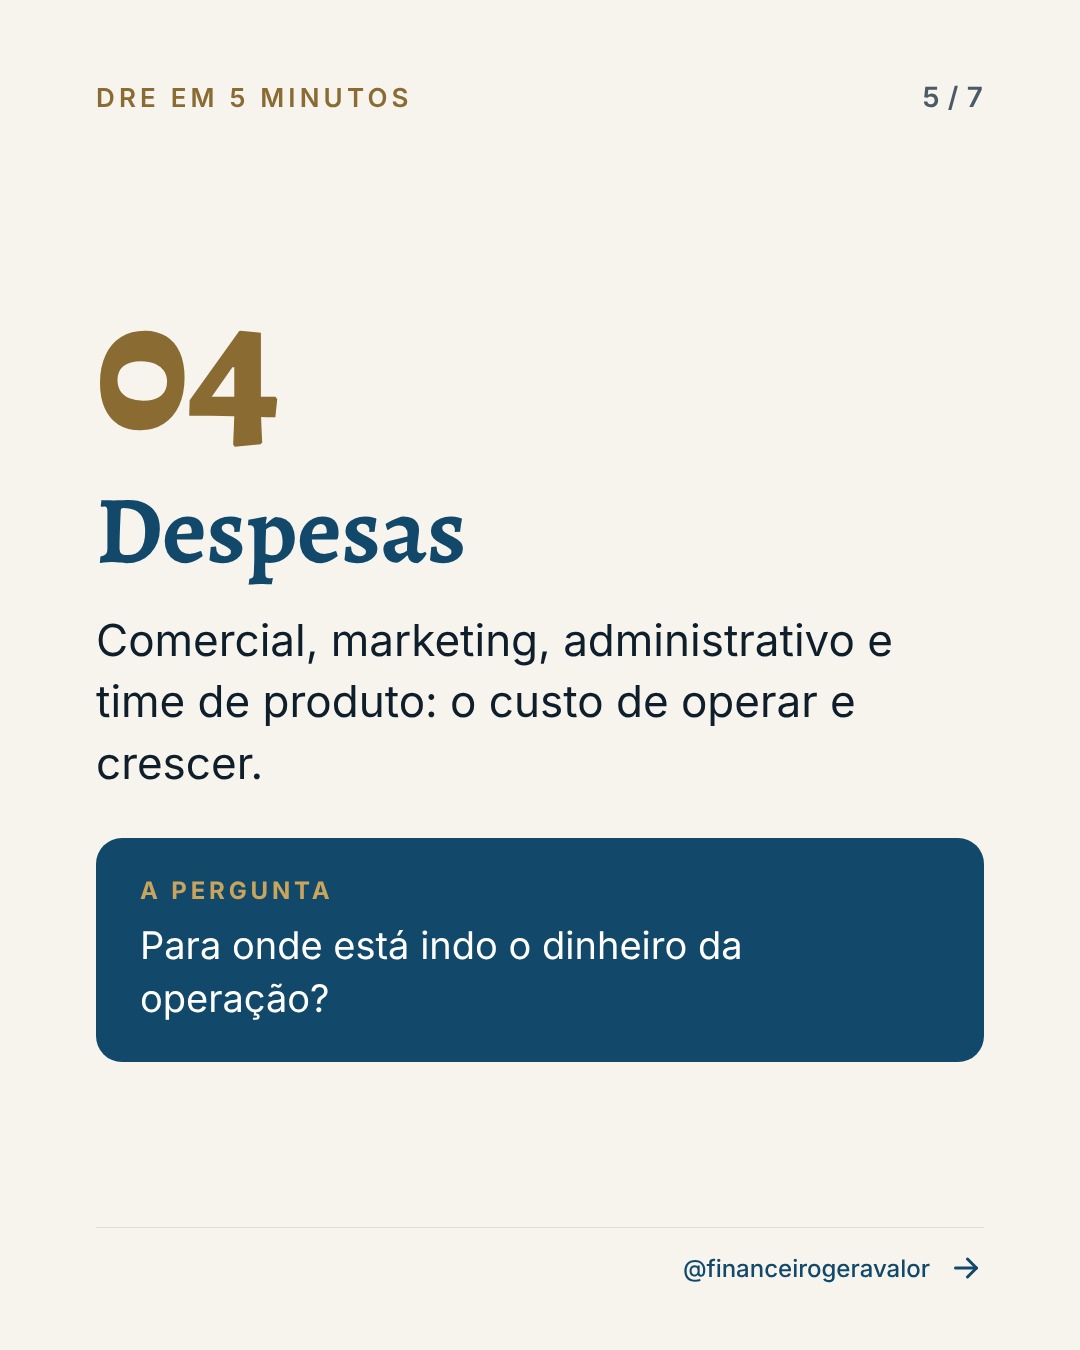 DRE EM 5 MINUTOS
5 / 7
04
Despesas
Comercial, marketing, administrativo e
time de produto: o custo de operar e
crescer.
A PERGUNTA
Para onde está indo o dinheiro da
operação?
@financeirogeravalor →